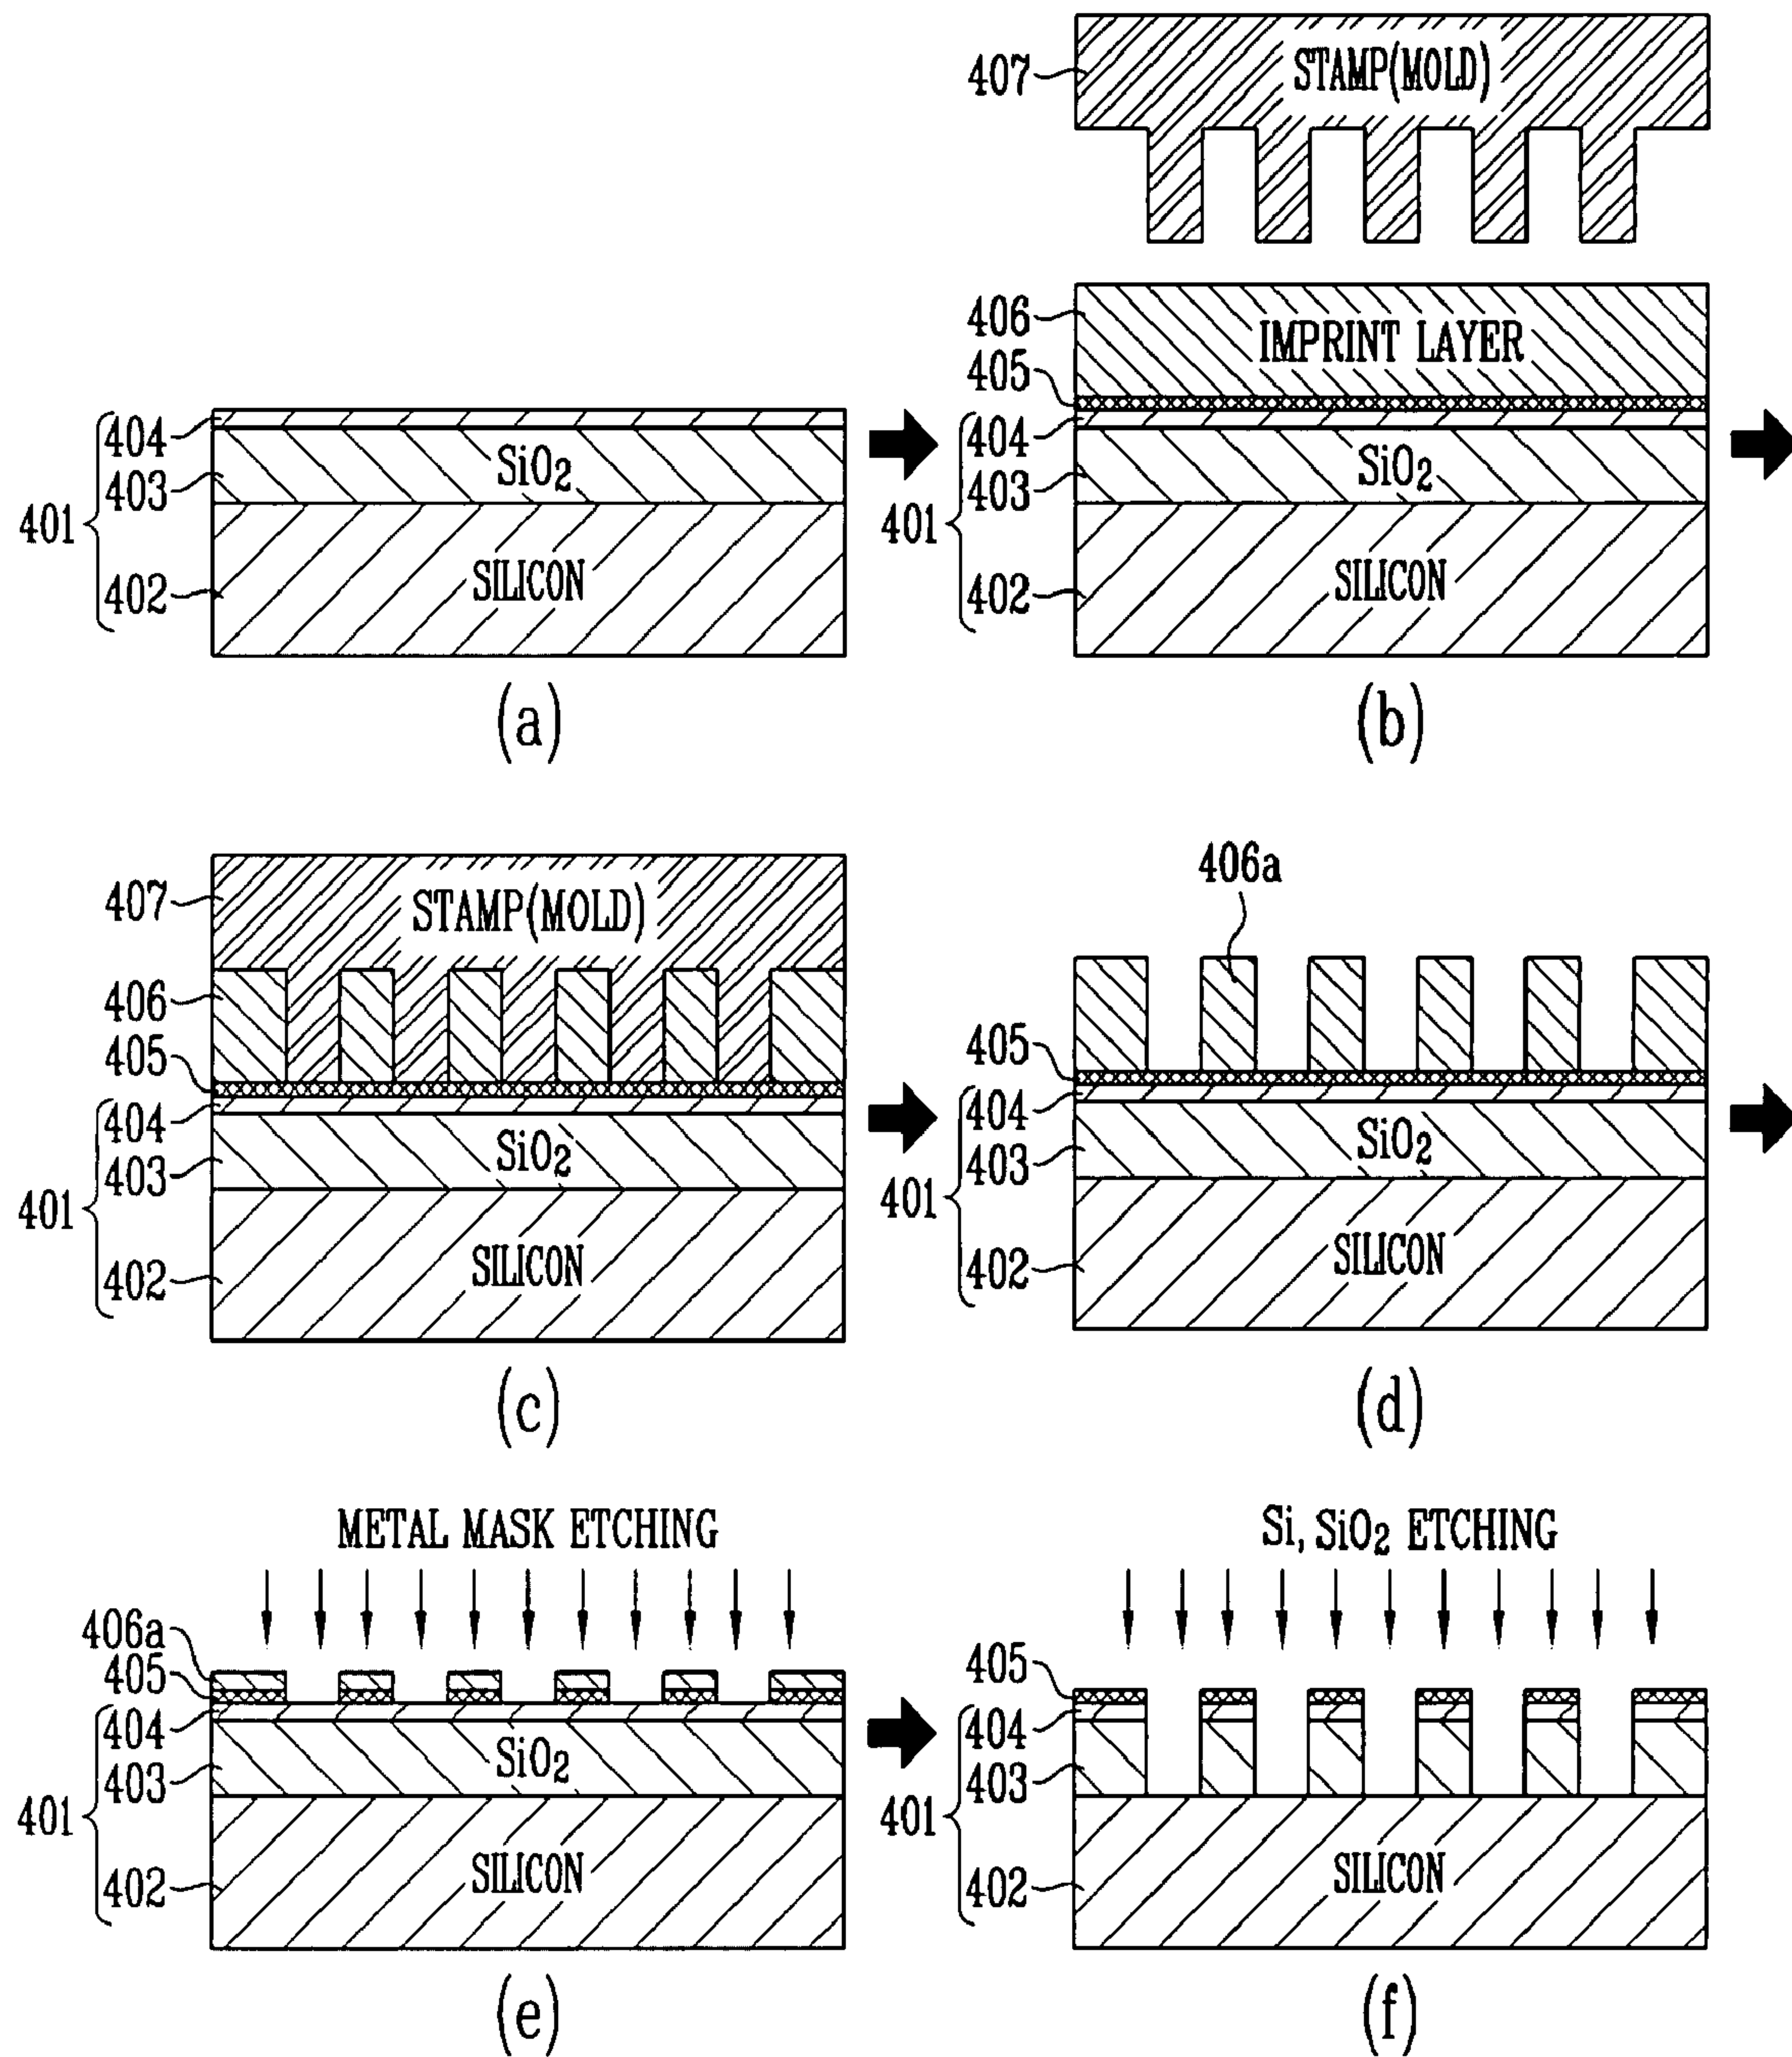 404
403
401
402
SiO2
SILICON
(a)
407
STAMP(MOLD)
406
405
404
403
401
402
IMPRINT LAYER
SiO2
SILICON
(b)
407
STAMP(MOLD)
406
405
404
403
401
402
SiO2
SILICON
(c)
406a
405
404
403
401
402
SiO2
SILICON
(d)
METAL MASK ETCHING
406a
405
404
403
401
402
SiO2
SILICON
(e)
Si, SiO2 ETCHING
405
404
403
401
402
SILICON
(f)